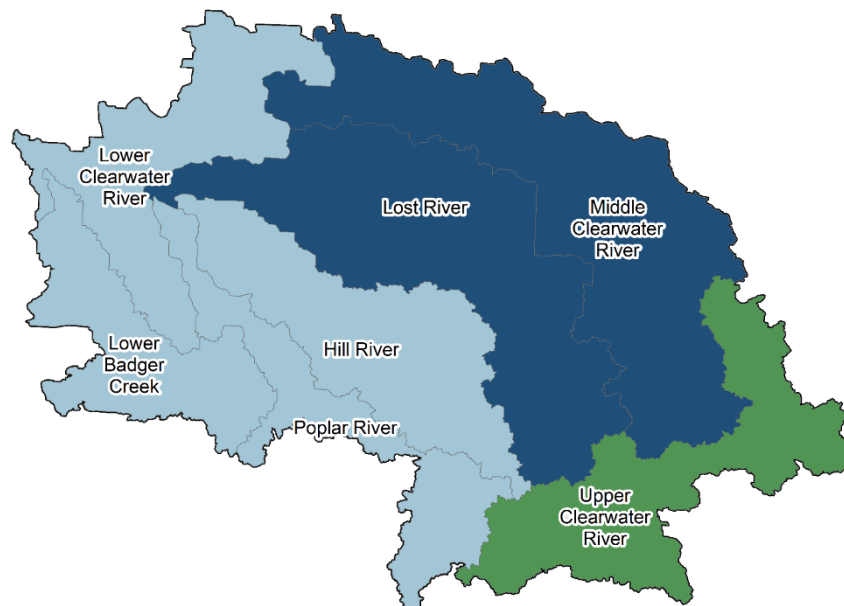 Lower
Clearwater
River
Lost River
Middle
Clearwater
River
Lower
Badger
Creek
Hill River
Poplar River
Upper
Clearwater
River